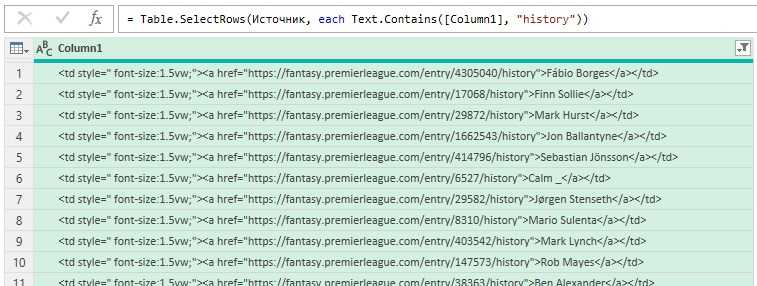 fx = Table.SelectRows(Источник, each Text.Contains([Column1], "history"))
ABC Column1
1 <td style=" font-size:1.5vw;"><a href="https://fantasy.premierleague.com/entry/4305040/history">Fábio Borges</a></td>
2 <td style=" font-size:1.5vw;"><a href="https://fantasy.premierleague.com/entry/17068/history">Finn Sollie</a></td>
3 <td style=" font-size:1.5vw;"><a href="https://fantasy.premierleague.com/entry/29872/history">Mark Hurst</a></td>
4 <td style=" font-size:1.5vw;"><a href="https://fantasy.premierleague.com/entry/1662543/history">Jon Ballantyne</a></td>
5 <td style=" font-size:1.5vw;"><a href="https://fantasy.premierleague.com/entry/414796/history">Sebastian Jönsson</a></td>
6 <td style=" font-size:1.5vw;"><a href="https://fantasy.premierleague.com/entry/6527/history">Calm _</a></td>
7 <td style=" font-size:1.5vw;"><a href="https://fantasy.premierleague.com/entry/29582/history">Jørgen Stenseth</a></td>
8 <td style=" font-size:1.5vw;"><a href="https://fantasy.premierleague.com/entry/8310/history">Mario Sulenta</a></td>
9 <td style=" font-size:1.5vw;"><a href="https://fantasy.premierleague.com/entry/403542/history">Mark Lynch</a></td>
10 <td style=" font-size:1.5vw;"><a href="https://fantasy.premierleague.com/entry/147573/history">Rob Mayes</a></td>
11 <td style=" font-size:1.5vw;"><a href="https://fantasy.premierleague.com/entry/38363/history">Ben Alexander</a></td>